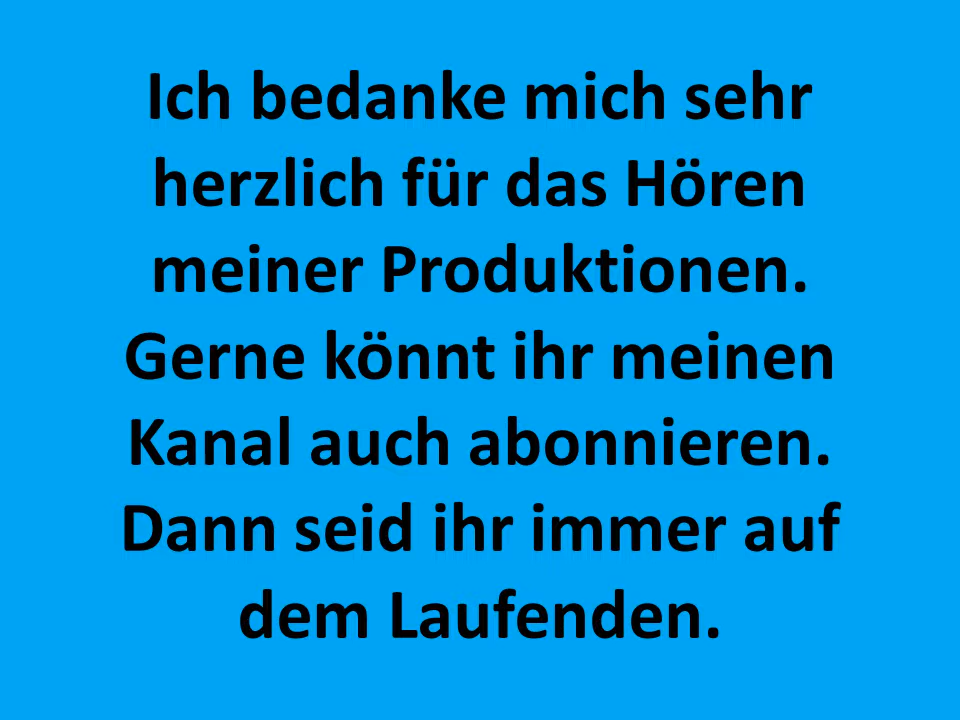 Ich bedanke mich sehr
herzlich für das Hören
meiner Produktionen.
Gerne könnt ihr meinen
Kanal auch abonnieren.
Dann seid ihr immer auf
dem Laufenden.